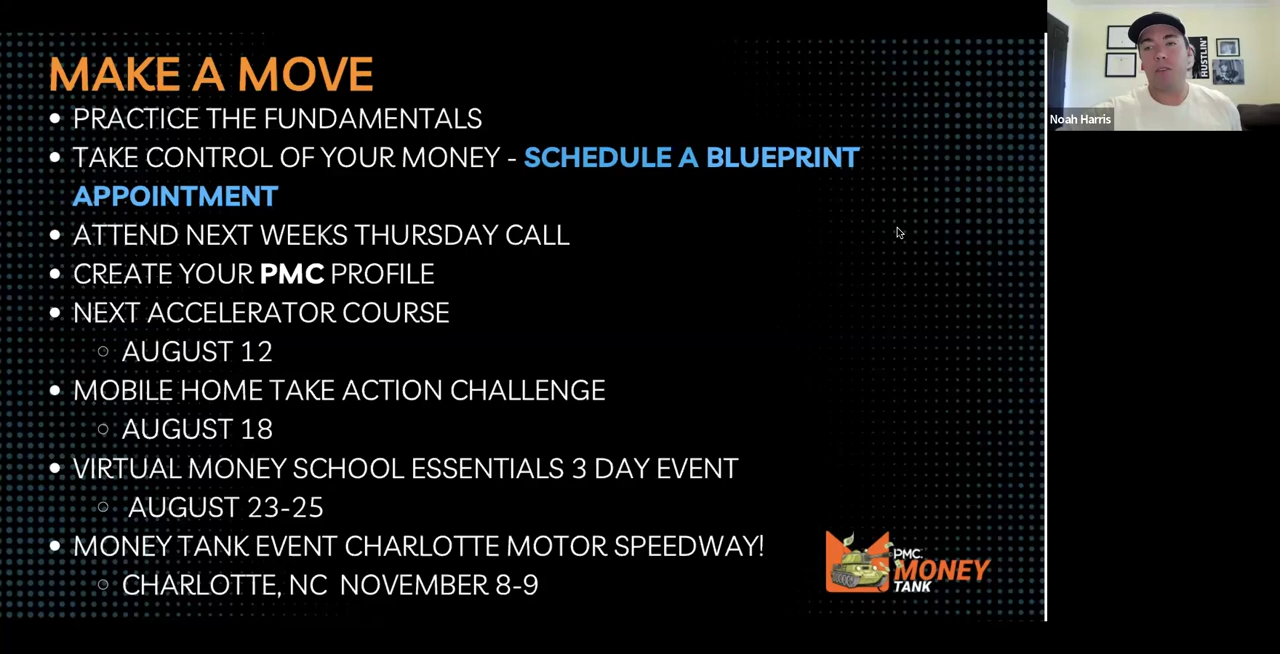 MAKE A MOVE
• PRACTICE THE FUNDAMENTALS
• TAKE CONTROL OF YOUR MONEY - SCHEDULE A BLUEPRINT
APPOINTMENT
• ATTEND NEXT WEEKS THURSDAY CALL
• CREATE YOUR PMC PROFILE
• NEXT ACCELERATOR COURSE
○ AUGUST 12
• MOBILE HOME TAKE ACTION CHALLENGE
○ AUGUST 18
• VIRTUAL MONEY SCHOOL ESSENTIALS 3 DAY EVENT
○ AUGUST 23-25
• MONEY TANK EVENT CHARLOTTE MOTOR SPEEDWAY!
○ CHARLOTTE, NC NOVEMBER 8-9
PMC.
MONEY
TANK
HUSTLIN'
Noah Harris